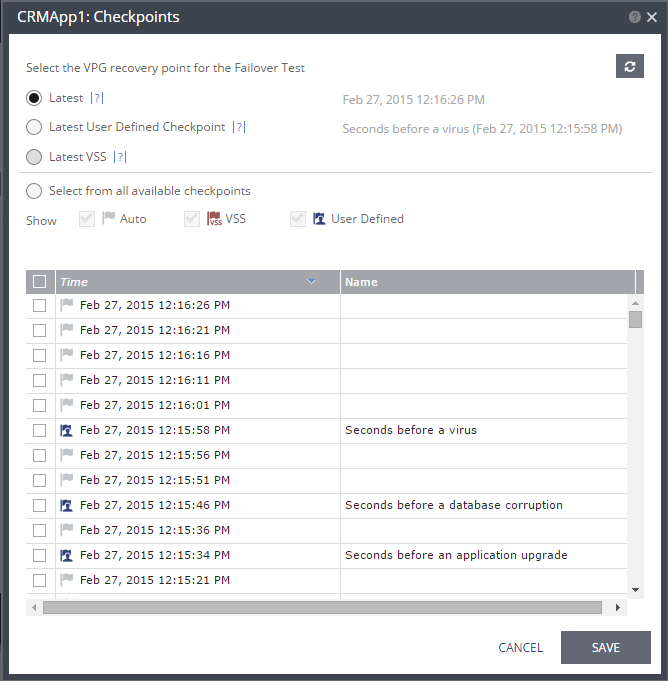 CRMApp1: Checkpoints
Select the VPG recovery point for the Failover Test
Latest |?| Feb 27, 2015 12:16:26 PM
Latest User Defined Checkpoint |?| Seconds before a virus (Feb 27, 2015 12:15:58 PM)
Latest VSS |?|
Select from all available checkpoints
Show Auto VSS VSS User Defined
Time Name
Feb 27, 2015 12:16:26 PM
Feb 27, 2015 12:16:21 PM
Feb 27, 2015 12:16:16 PM
Feb 27, 2015 12:16:11 PM
Feb 27, 2015 12:16:01 PM
Feb 27, 2015 12:15:58 PM Seconds before a virus
Feb 27, 2015 12:15:56 PM
Feb 27, 2015 12:15:51 PM
Feb 27, 2015 12:15:46 PM Seconds before a database corruption
Feb 27, 2015 12:15:36 PM
Feb 27, 2015 12:15:34 PM Seconds before an application upgrade
Feb 27, 2015 12:15:21 PM
CANCEL SAVE